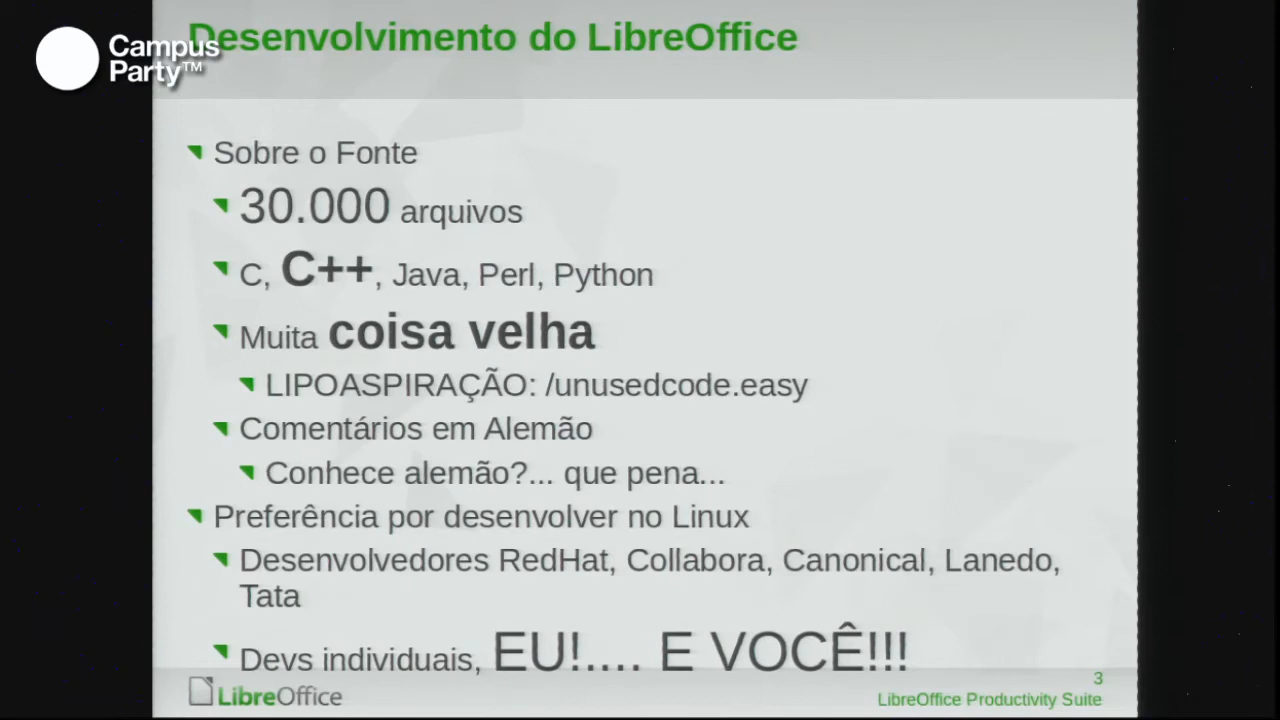 Campus
Party™
Desenvolvimento do LibreOffice
Sobre o Fonte
30.000 arquivos
C, C++, Java, Perl, Python
Muita coisa velha
LIPOASPIRAÇÃO: /unusedcode.easy
Comentários em Alemão
Conhece alemão?... que pena...
Preferência por desenvolver no Linux
Desenvolvedores RedHat, Collabora, Canonical, Lanedo,
Tata
Devs individuais, EU!.... E VOCÊ!!!
3
LibreOffice
LibreOffice Productivity Suite